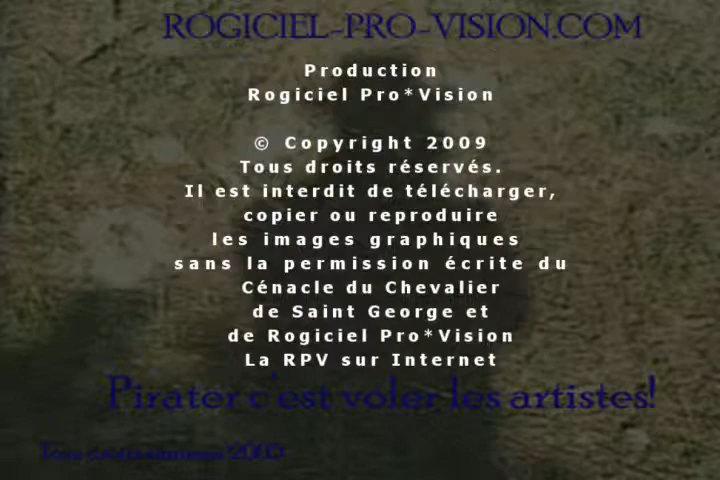 ROGICIEL-PRO-VISION.COM
Production
Rogiciel Pro*Vision
© Copyright 2009
Tous droits réservés.
Il est interdit de télécharger,
copier ou reproduire
les images graphiques
sans la permission écrite du
Cénacle du Chevalier
de Saint George et
de Rogiciel Pro*Vision
La RPV sur Internet
Pirater c'est voler les artistes!
Tous droits